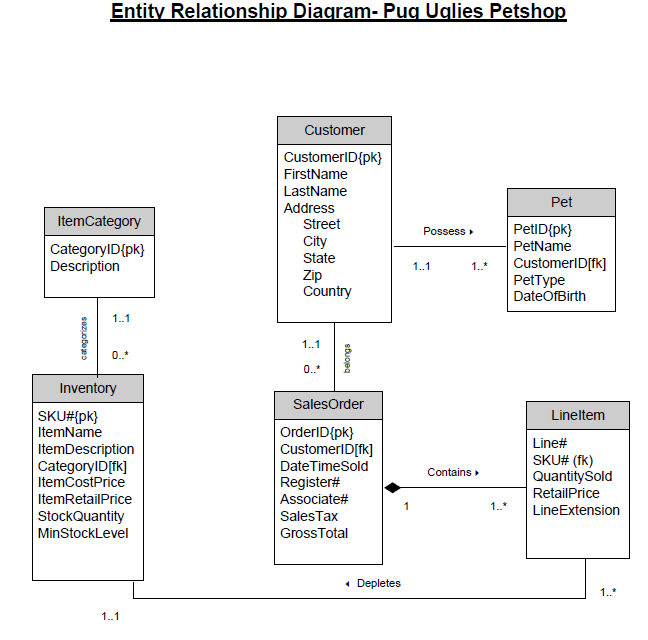 Entity Relationship Diagram- Pug Uglies Petshop
Customer
CustomerID{pk}
FirstName
LastName
Address
Street
City
State
Zip
Country
Possess
1..1
1..*
Pet
PetID{pk}
PetName
CustomerID[fk]
PetType
DateOfBirth
ItemCategory
CategoryID{pk}
Description
categorizes
1..1
0..*
1..1
0..*
belongs
Inventory
SKU#{pk}
ItemName
ItemDescription
CategoryID[fk]
ItemCostPrice
ItemRetailPrice
StockQuantity
MinStockLevel
SalesOrder
OrderID{pk}
CustomerID[fk]
DateTimeSold
Register#
Associate#
SalesTax
GrossTotal
Contains
1
1..*
LineItem
Line#
SKU# (fk)
QuantitySold
RetailPrice
LineExtension
Depletes
1..*
1..1